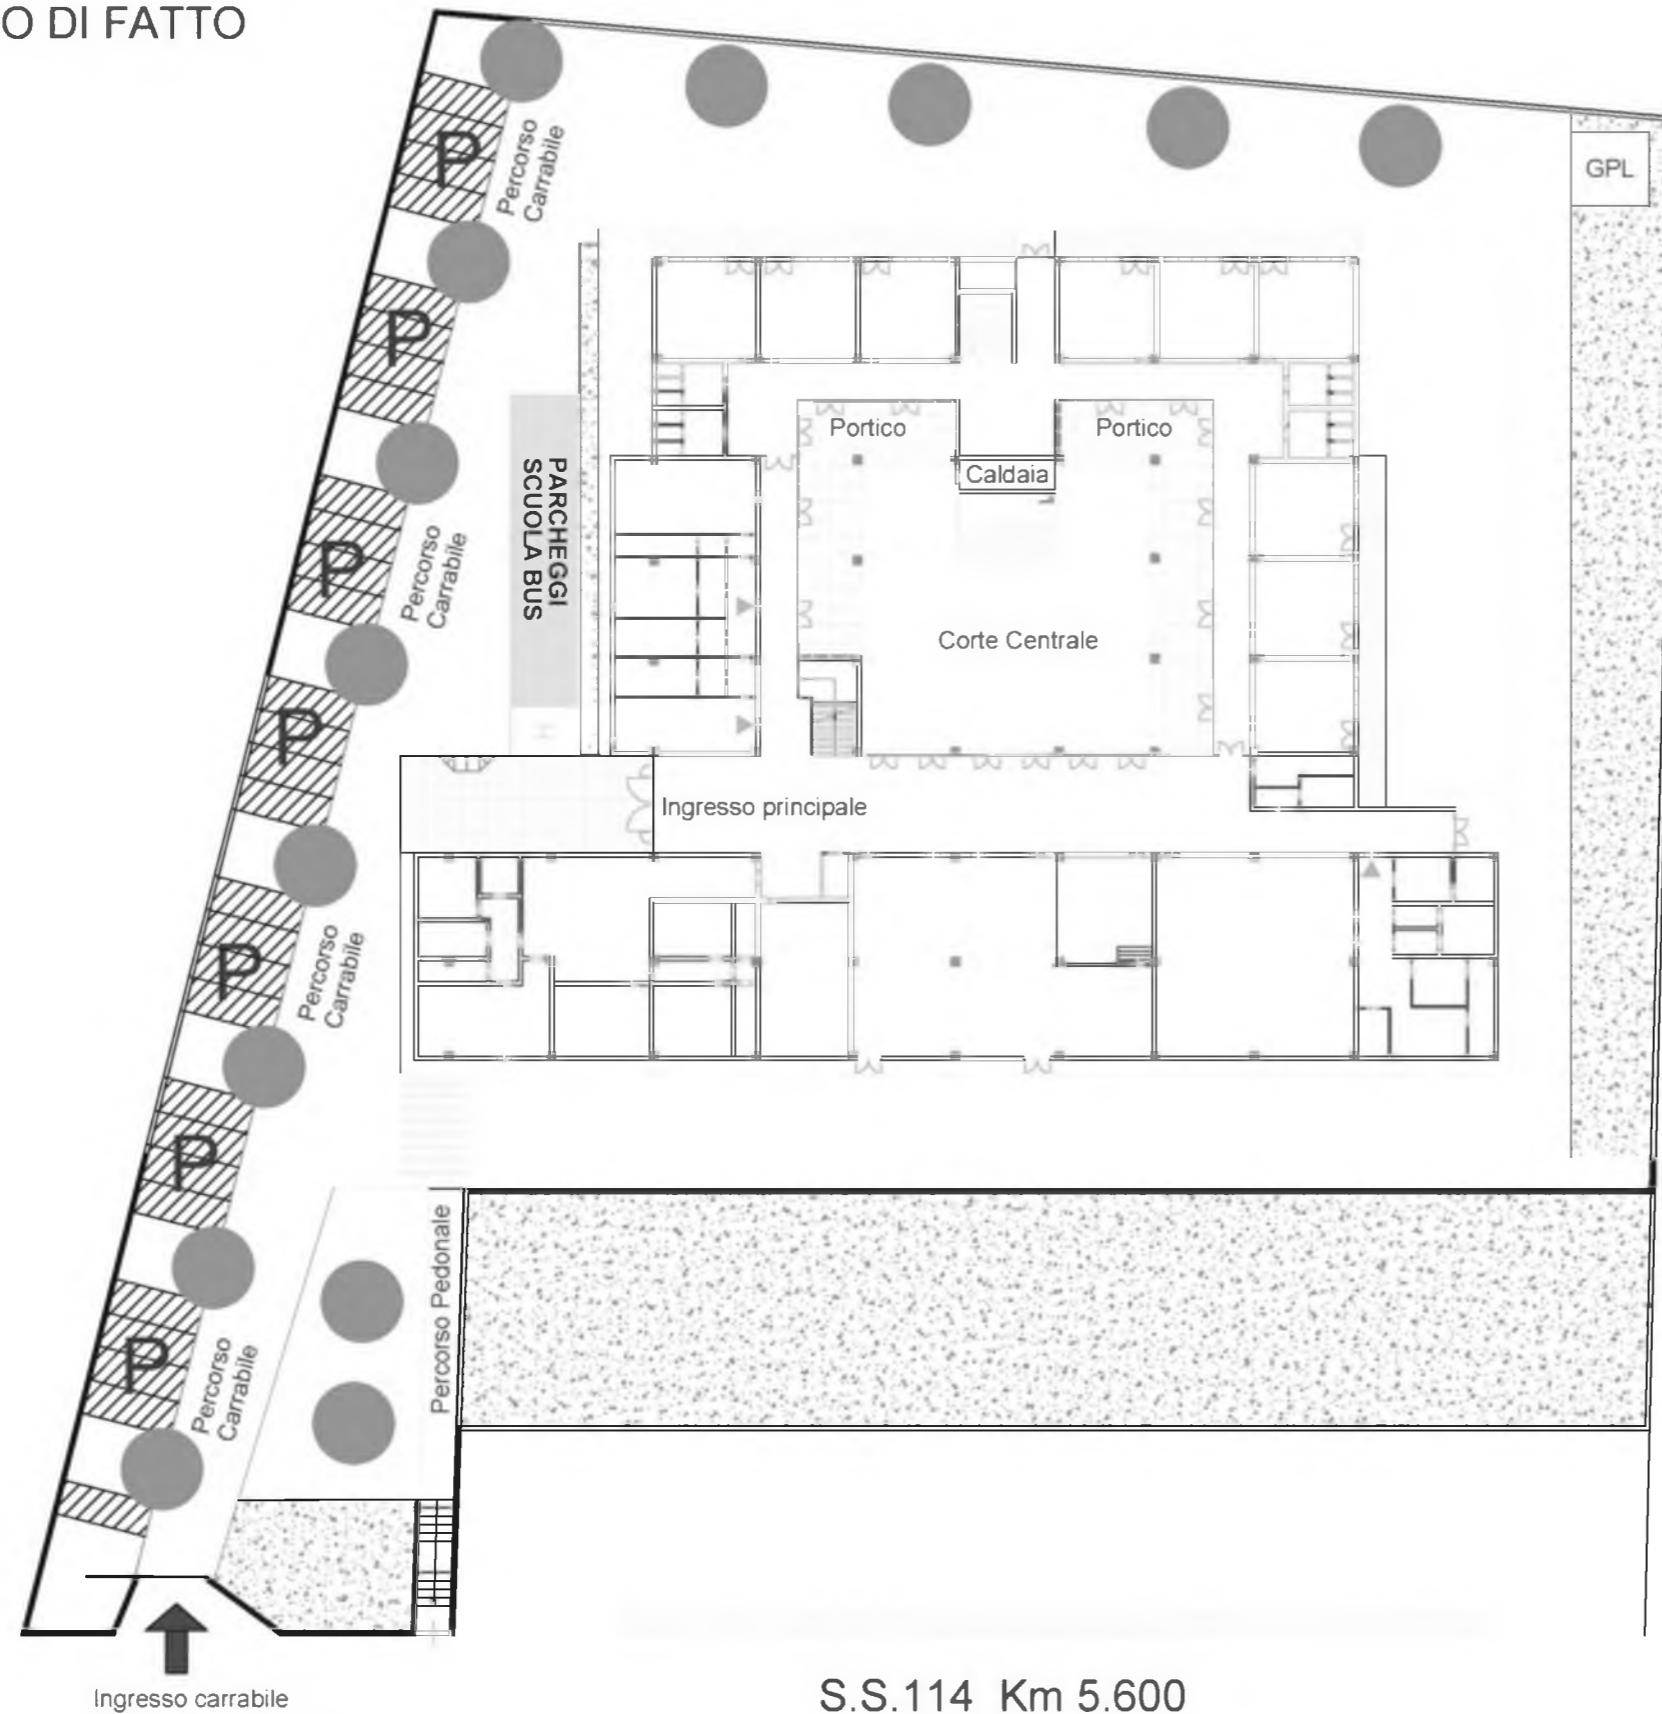 O DI FATTO
GPL
P
Percorso
Carrabile
P
Portico
Portico
Caldaia
PARCHEGGI
SCUOLA BUS
P
Percorso
Carrabile
Corte Centrale
P
H
Ingresso principale
P
Percorso
Carrabile
P
Percorso Pedonale
P
Percorso
Carrabile
Ingresso carrabile
S.S.114 Km 5.600